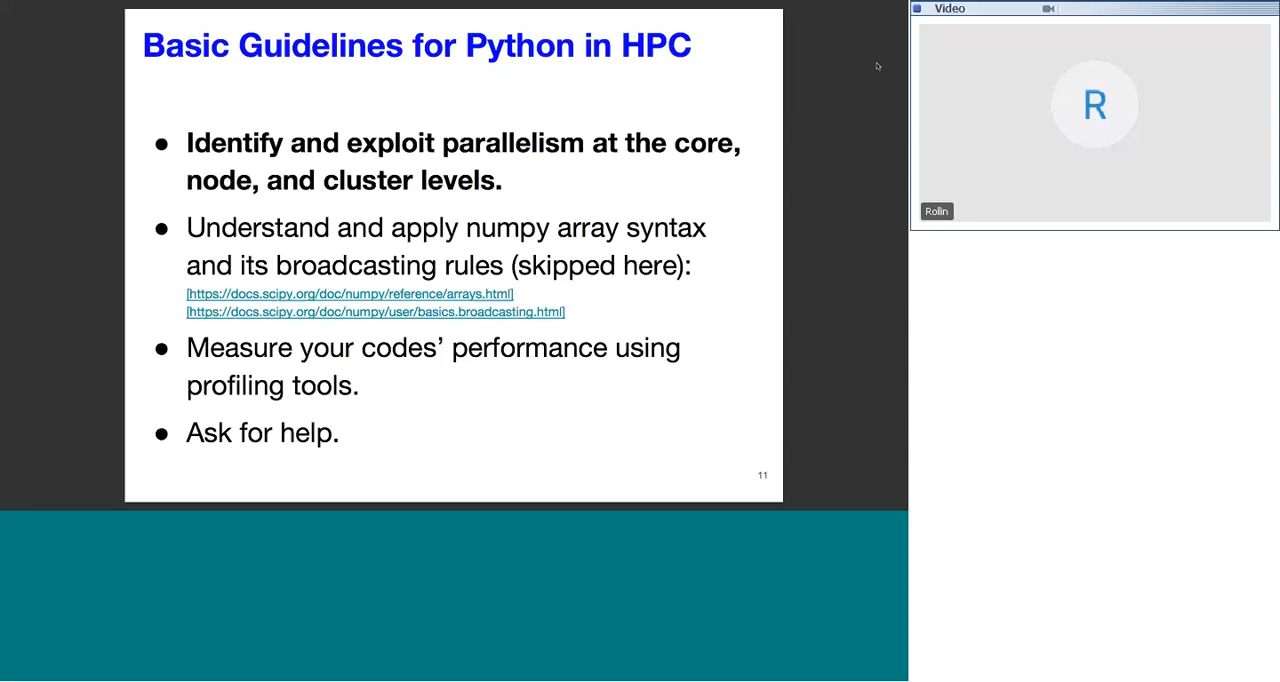 Basic Guidelines for Python in HPC
● Identify and exploit parallelism at the core,
node, and cluster levels.
● Understand and apply numpy array syntax
and its broadcasting rules (skipped here):
[https://docs.scipy.org/doc/numpy/reference/arrays.html]
[https://docs.scipy.org/doc/numpy/user/basics.broadcasting.html]
● Measure your codes’ performance using
profiling tools.
● Ask for help.
11
Video
R
Rolin